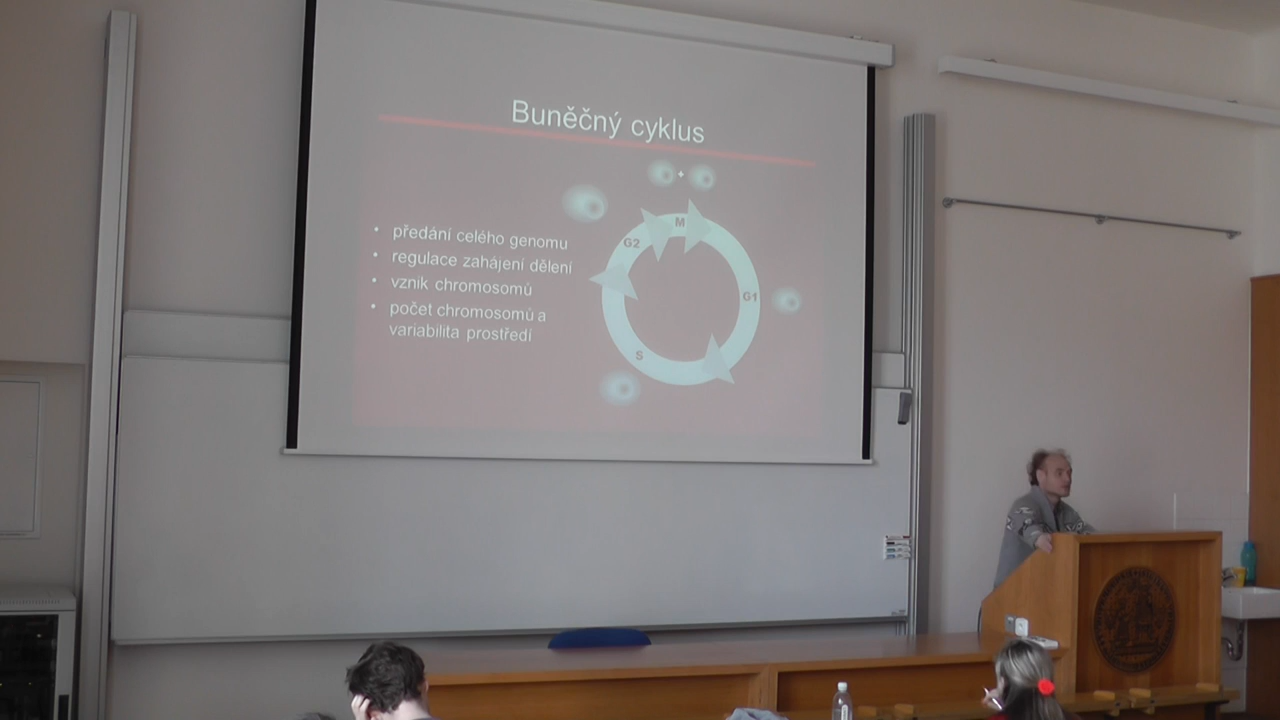 Buněčný cyklus
+
M
G2
G1
S
• předání celého genomu
• regulace zahájení dělení
• vznik chromosomů
• počet chromosomů a
variabilita prostředí